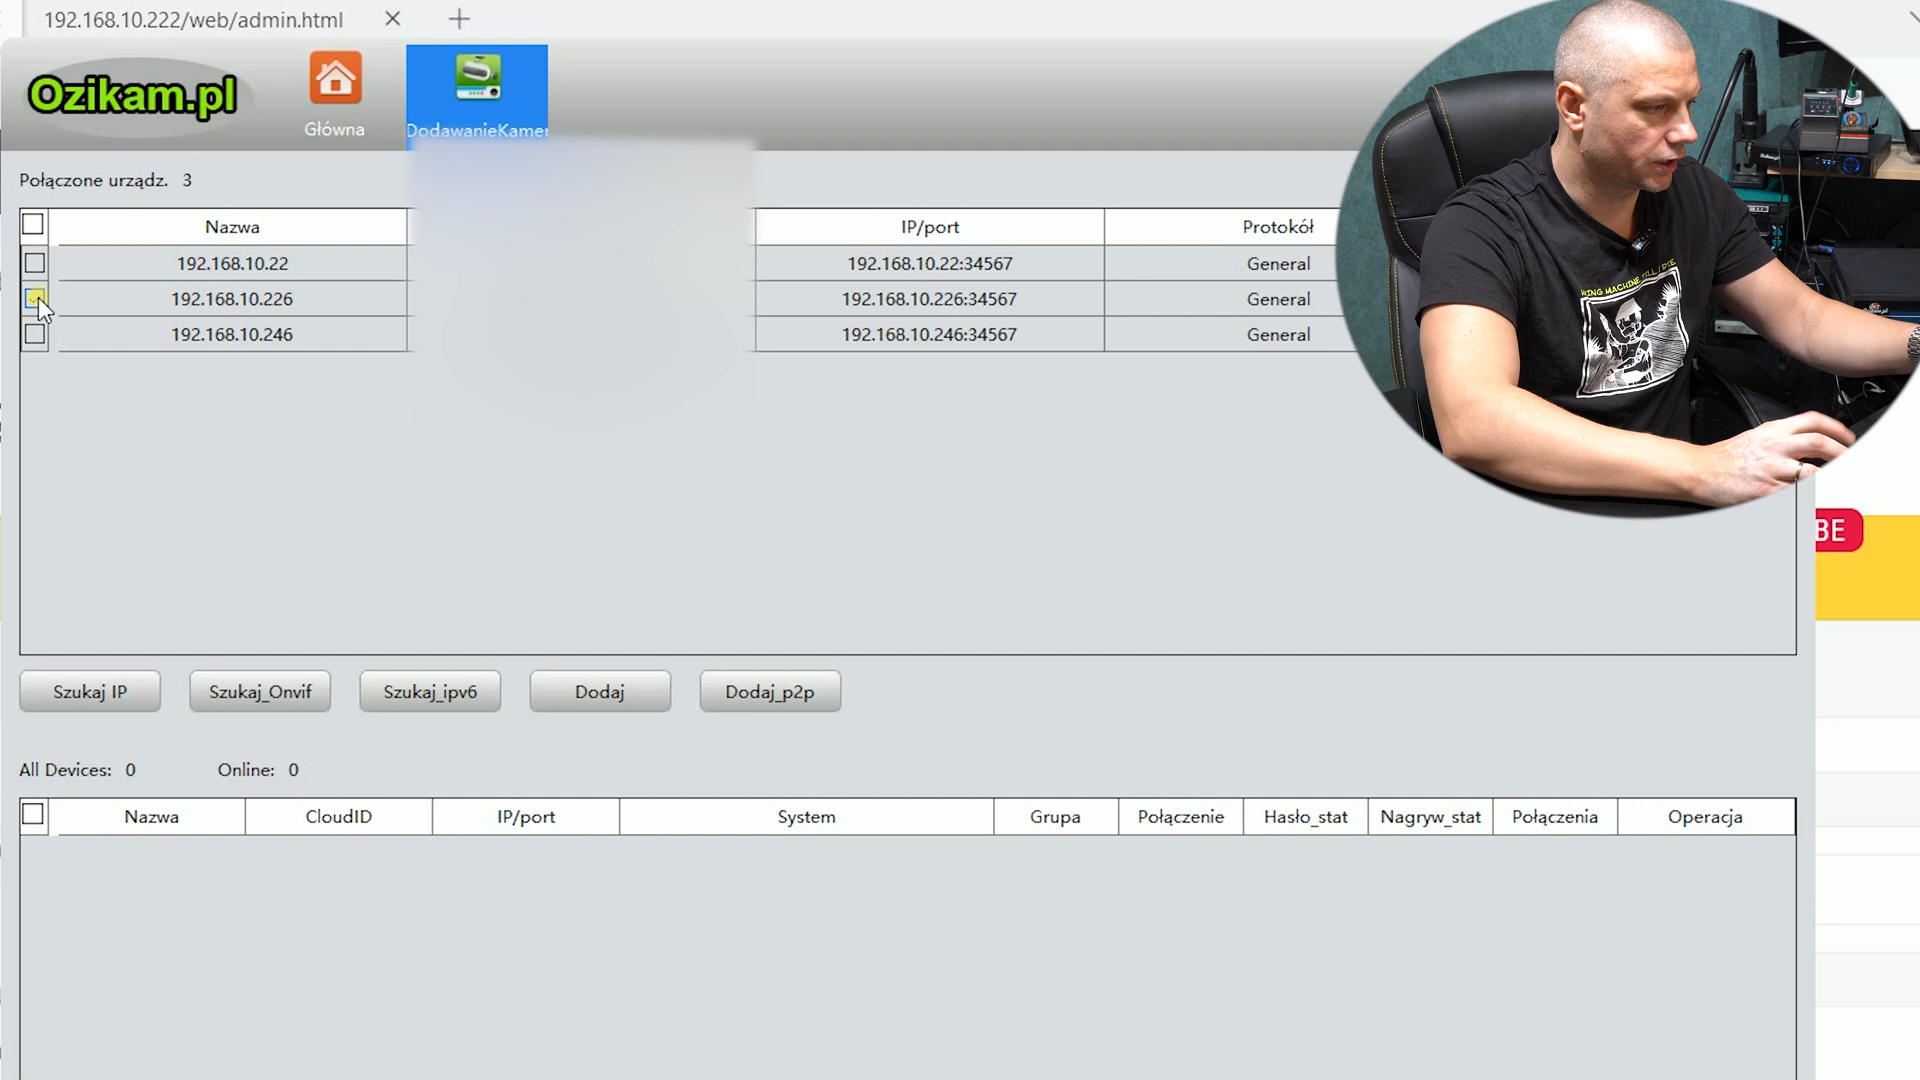 192.168.10.222/web/admin.html
Ozikam.pl
Główna
DodawanieKamer
Połączone urządz. 3
Nazwa IP/port Protokół
192.168.10.22 192.168.10.22:34567 General
192.168.10.226 192.168.10.226:34567 General
192.168.10.246 192.168.10.246:34567 General
BE
Szukaj IP Szukaj_Onvif Szukaj_ipv6 Dodaj Dodaj_p2p
All Devices: 0 Online: 0
Nazwa CloudID IP/port System Grupa Połączenie Hasło_stat Nagryw_stat Połączenia Operacja